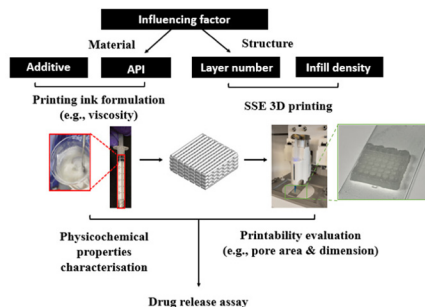 Influencing factor
Material
Structure
Additive
API
Layer number
Infill density
Printing ink formulation
(e.g., viscosity)
SSE 3D printing
Physicochemical
properties
characterisation
Printability evaluation
(e.g., pore area & dimension)
Drug release assay